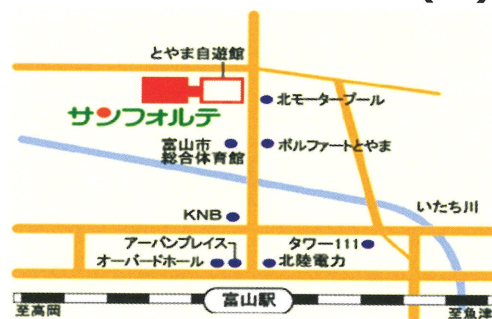 とやま自遊館
サンフォルテ
北モータープール
富山市
総合体育館
ボルファートとやま
いたち川
KNB
アーバンプレイス
オーバードホール
タワー111
北陸電力
富山駅
至高岡
至魚津